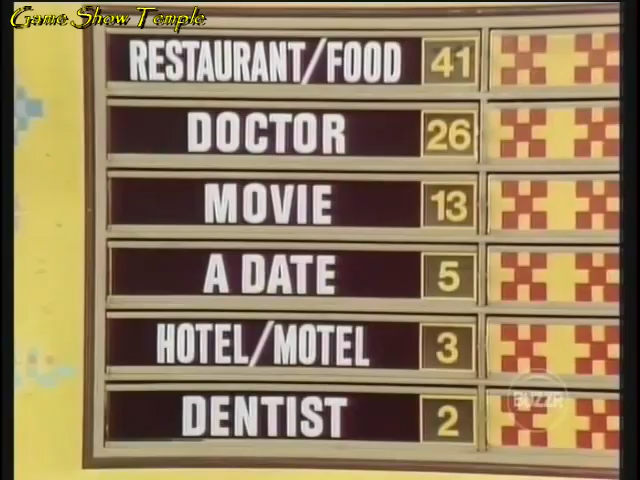 Game Show Temple
RESTAURANT/FOOD 41
DOCTOR 26
MOVIE 13
A DATE 5
HOTEL/MOTEL 3
DENTIST 2
BUZZR